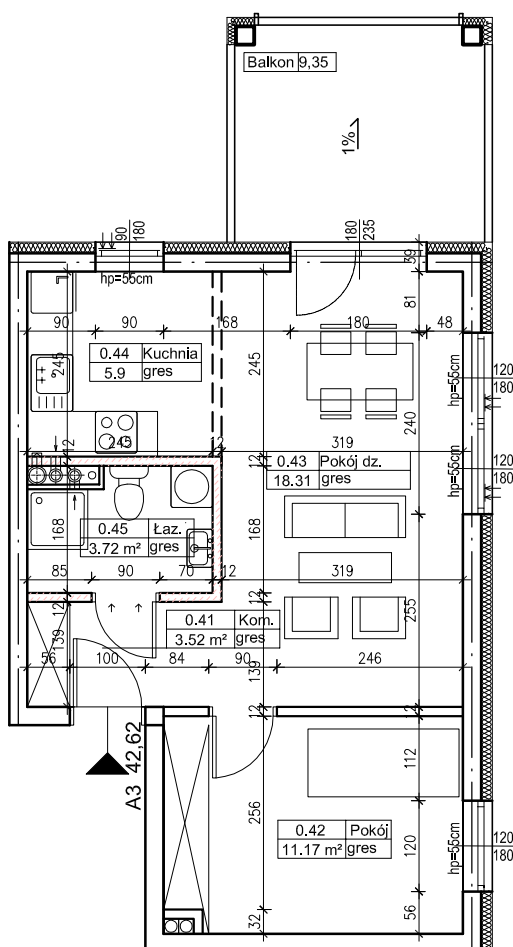 Balkon 9,35
1%
90
180
180
235
hp=55cm
39
90 90 168 180 48
81
0.44 Kuchnia
5.9 gres
245
245
240
hp=55cm
120
180
hp=55cm
120
180
12
245 12 319
12
0.43 Pokój dz.
18.31 gres
168
0.45 Łaz.
3.72 m² gres
168
85 90 70 12 319
255
12
12
0.41 Kom.
3.52 m² gres
139
56 100 84 90 246
139
12
12
A3 42,62
112
256
0.42 Pokój
11.17 m² gres
120
hp=55cm
120
180
32
56